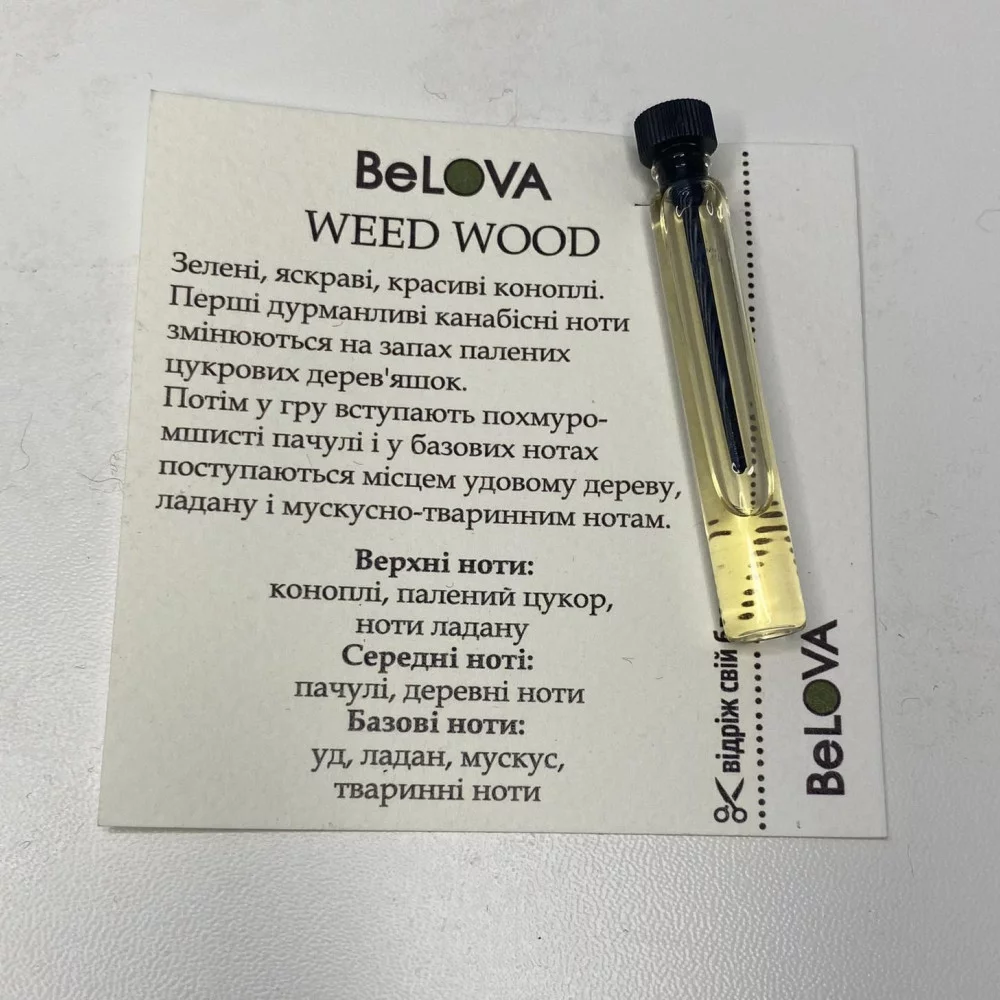 BeLOVA
WEED WOOD
Зелені, яскраві, красиві коноплі.
Перші дурманливі канабісні ноти
змінюються на запах палених
цукрових дерев'яшок.
Потім у гру вступають похмуро-
мшисті пачулі і у базових нотах
поступаються місцем удовому дереву,
ладану і мускусно-тваринним нотам.
Верхні ноти:
коноплі, палений цукор,
ноти ладану
Середні ноті:
пачулі, деревні ноти
Базові ноти:
уд, ладан, мускус,
тваринні ноти
відріж свій
BeLOVA